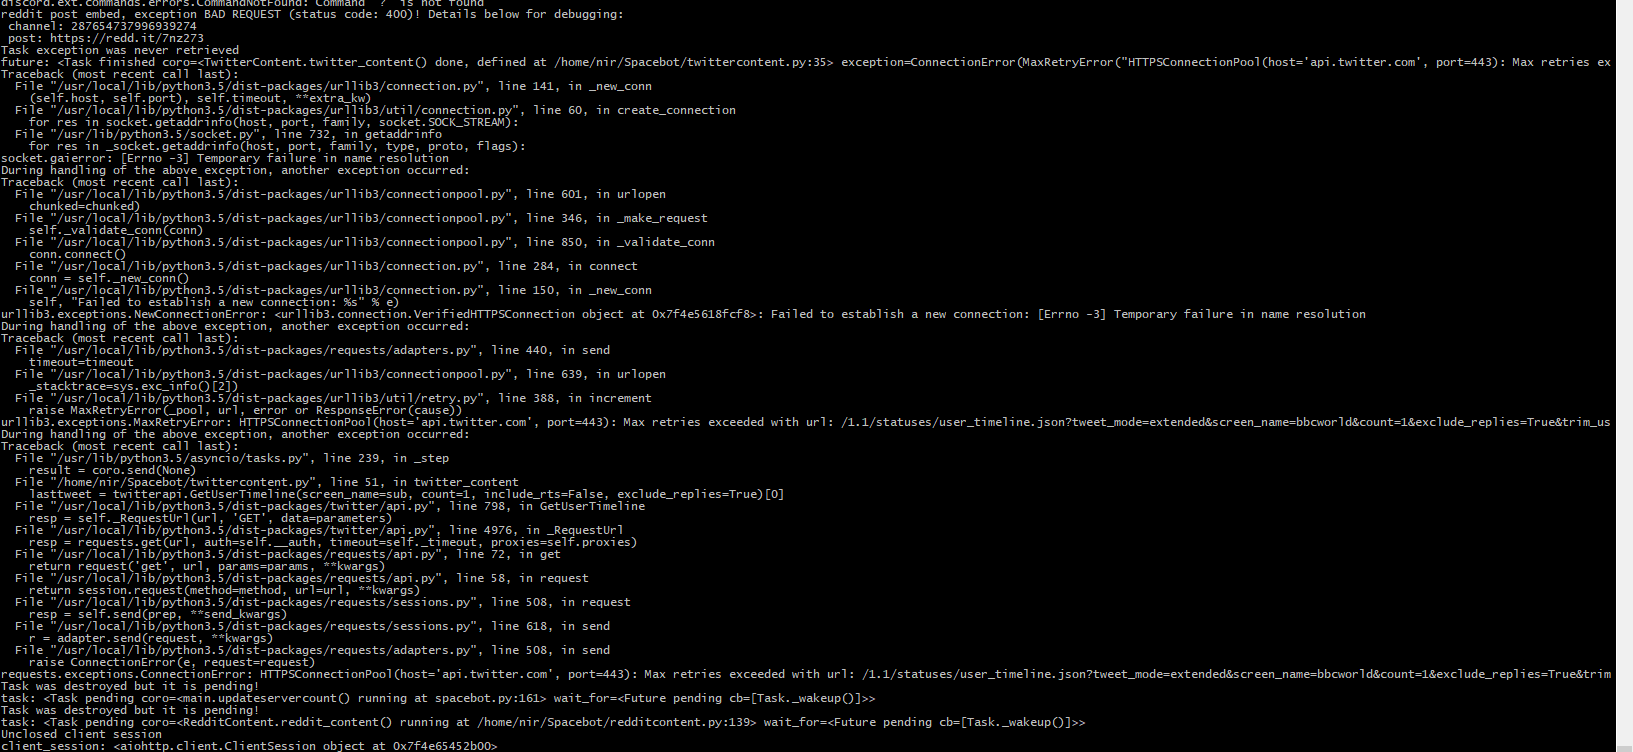 discord.ext.commands.errors.CommandNotFound: Command "?" is not found
reddit post embed, exception BAD REQUEST (status code: 400)! Details below for debugging:
 channel: 287654737996939274
 post: https://redd.it/7nz273
Task exception was never retrieved
future: <Task finished coro=<TwitterContent.twitter_content() done, defined at /home/nir/Spacebot/twittercontent.py:35> exception=ConnectionError(MaxRetryError("HTTPSConnectionPool(host='api.twitter.com', port=443): Max retries ex
Traceback (most recent call last):
  File "/usr/local/lib/python3.5/dist-packages/urllib3/connection.py", line 141, in _new_conn
    (self.host, self.port), self.timeout, **extra_kw)
  File "/usr/local/lib/python3.5/dist-packages/urllib3/util/connection.py", line 60, in create_connection
    for res in socket.getaddrinfo(host, port, family, socket.SOCK_STREAM):
  File "/usr/lib/python3.5/socket.py", line 732, in getaddrinfo
    for res in _socket.getaddrinfo(host, port, family, type, proto, flags):
socket.gaierror: [Errno -3] Temporary failure in name resolution
During handling of the above exception, another exception occurred:
Traceback (most recent call last):
  File "/usr/local/lib/python3.5/dist-packages/urllib3/connectionpool.py", line 601, in urlopen
    chunked=chunked)
  File "/usr/local/lib/python3.5/dist-packages/urllib3/connectionpool.py", line 346, in _make_request
    self._validate_conn(conn)
  File "/usr/local/lib/python3.5/dist-packages/urllib3/connectionpool.py", line 850, in _validate_conn
    conn.connect()
  File "/usr/local/lib/python3.5/dist-packages/urllib3/connection.py", line 284, in connect
    conn = self._new_conn()
  File "/usr/local/lib/python3.5/dist-packages/urllib3/connection.py", line 150, in _new_conn
    self, "Failed to establish a new connection: %s" % e)
urllib3.exceptions.NewConnectionError: <urllib3.connection.VerifiedHTTPSConnection object at 0x7f4e5618fcf8>: Failed to establish a new connection: [Errno -3] Temporary failure in name resolution
During handling of the above exception, another exception occurred:
Traceback (most recent call last):
  File "/usr/local/lib/python3.5/dist-packages/requests/adapters.py", line 440, in send
    timeout=timeout
  File "/usr/local/lib/python3.5/dist-packages/urllib3/connectionpool.py", line 639, in urlopen
    _stacktrace=sys.exc_info()[2])
  File "/usr/local/lib/python3.5/dist-packages/urllib3/util/retry.py", line 388, in increment
    raise MaxRetryError(_pool, url, error or ResponseError(cause))
urllib3.exceptions.MaxRetryError: HTTPSConnectionPool(host='api.twitter.com', port=443): Max retries exceeded with url: /1.1/statuses/user_timeline.json?tweet_mode=extended&screen_name=bbcworld&count=1&exclude_replies=True&trim_us
During handling of the above exception, another exception occurred:
Traceback (most recent call last):
  File "/usr/lib/python3.5/asyncio/tasks.py", line 239, in _step
    result = coro.send(None)
  File "/home/nir/Spacebot/twittercontent.py", line 51, in twitter_content
    lasttweet = twitterapi.GetUserTimeline(screen_name=sub, count=1, include_rts=False, exclude_replies=True)[0]
  File "/usr/local/lib/python3.5/dist-packages/twitter/api.py", line 798, in GetUserTimeline
    resp = self._RequestUrl(url, 'GET', data=parameters)
  File "/usr/local/lib/python3.5/dist-packages/twitter/api.py", line 4976, in _RequestUrl
    resp = requests.get(url, auth=self.__auth, timeout=self._timeout, proxies=self.proxies)
  File "/usr/local/lib/python3.5/dist-packages/requests/api.py", line 72, in get
    return request('get', url, params=params, **kwargs)
  File "/usr/local/lib/python3.5/dist-packages/requests/api.py", line 58, in request
    return session.request(method=method, url=url, **kwargs)
  File "/usr/local/lib/python3.5/dist-packages/requests/sessions.py", line 508, in request
    resp = self.send(prep, **send_kwargs)
  File "/usr/local/lib/python3.5/dist-packages/requests/sessions.py", line 618, in send
    r = adapter.send(request, **kwargs)
  File "/usr/local/lib/python3.5/dist-packages/requests/adapters.py", line 508, in send
    raise ConnectionError(e, request=request)
requests.exceptions.ConnectionError: HTTPSConnectionPool(host='api.twitter.com', port=443): Max retries exceeded with url: /1.1/statuses/user_timeline.json?tweet_mode=extended&screen_name=bbcworld&count=1&exclude_replies=True&trim
Task was destroyed but it is pending!
task: <Task pending coro=<main.updateservercount() running at spacebot.py:161> wait_for=<Future pending cb=[Task._wakeup()]>>
Task was destroyed but it is pending!
task: <Task pending coro=<RedditContent.reddit_content() running at /home/nir/Spacebot/redditcontent.py:139> wait_for=<Future pending cb=[Task._wakeup()]>>
Unclosed client session
client_session: <aiohttp.client.ClientSession object at 0x7f4e65452b00>